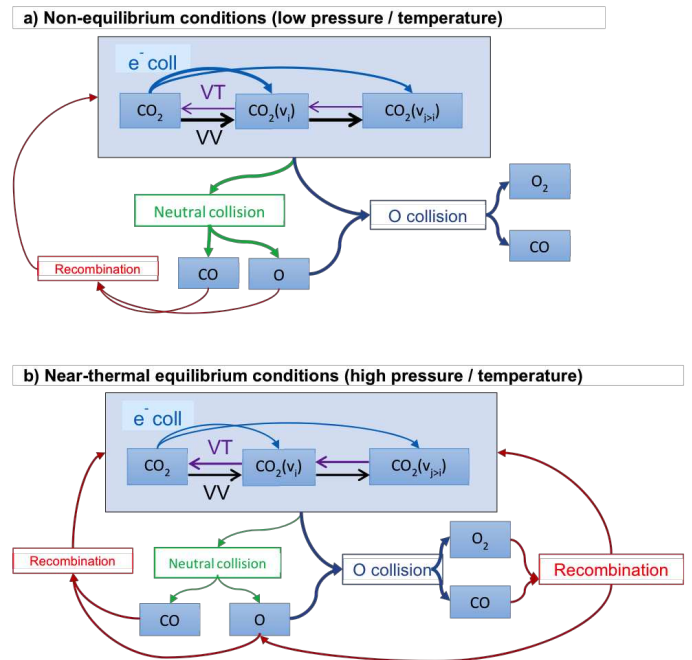 a) Non-equilibrium conditions (low pressure / temperature)
e⁻ coll
VT
CO₂
CO₂(vᵢ)
CO₂(vⱼ>ᵢ)
VV
O₂
Neutral collision
O collision
CO
Recombination
CO
O
b) Near-thermal equilibrium conditions (high pressure / temperature)
e⁻ coll
VT
CO₂
CO₂(vᵢ)
CO₂(vⱼ>ᵢ)
VV
O₂
Recombination
Neutral collision
O collision
Recombination
CO
CO
O